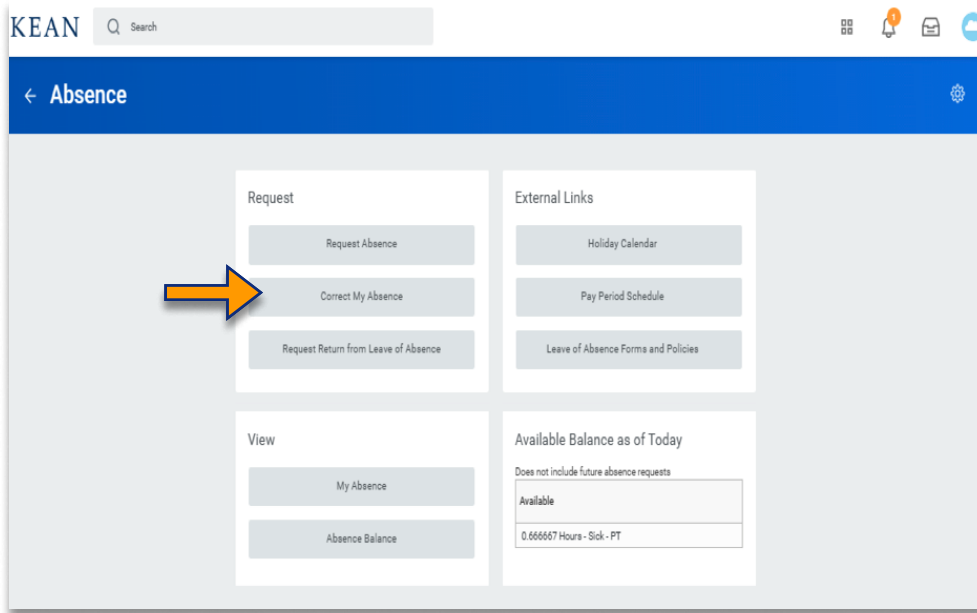 KEAN
Search
1
Absence
Request
Request Absence
Correct My Absence
Request Return from Leave of Absence
External Links
Holiday Calendar
Pay Period Schedule
Leave of Absence Forms and Policies
View
My Absence
Absence Balance
Available Balance as of Today
Does not include future absence requests
Available
0.666667 Hours - Sick - PT